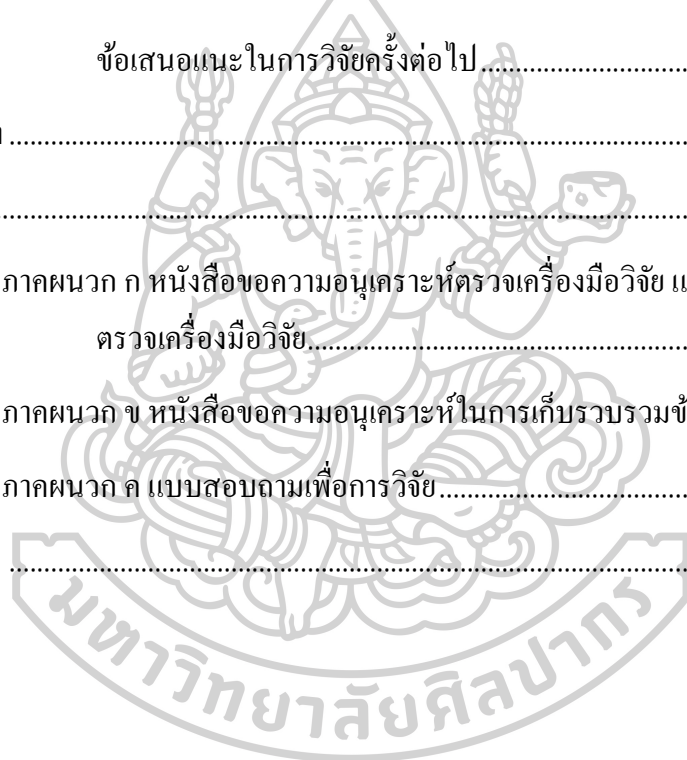 ข้อเสนอแนะในการวิจัยครั้งต่อไป..............................
................................................................................
................................................................................
ภาคผนวก ก หนังสือขอความอนุเคราะห์ตรวจเครื่องมือวิจัย แ
ตรวจเครื่องมือวิจัย.......................................................
ภาคผนวก ข หนังสือขอความอนุเคราะห์ในการเก็บรวบรวมข้
ภาคผนวก ค แบบสอบถามเพื่อการวิจัย....................................
................................................................................
มหาวิทยาลัยศิลปากร